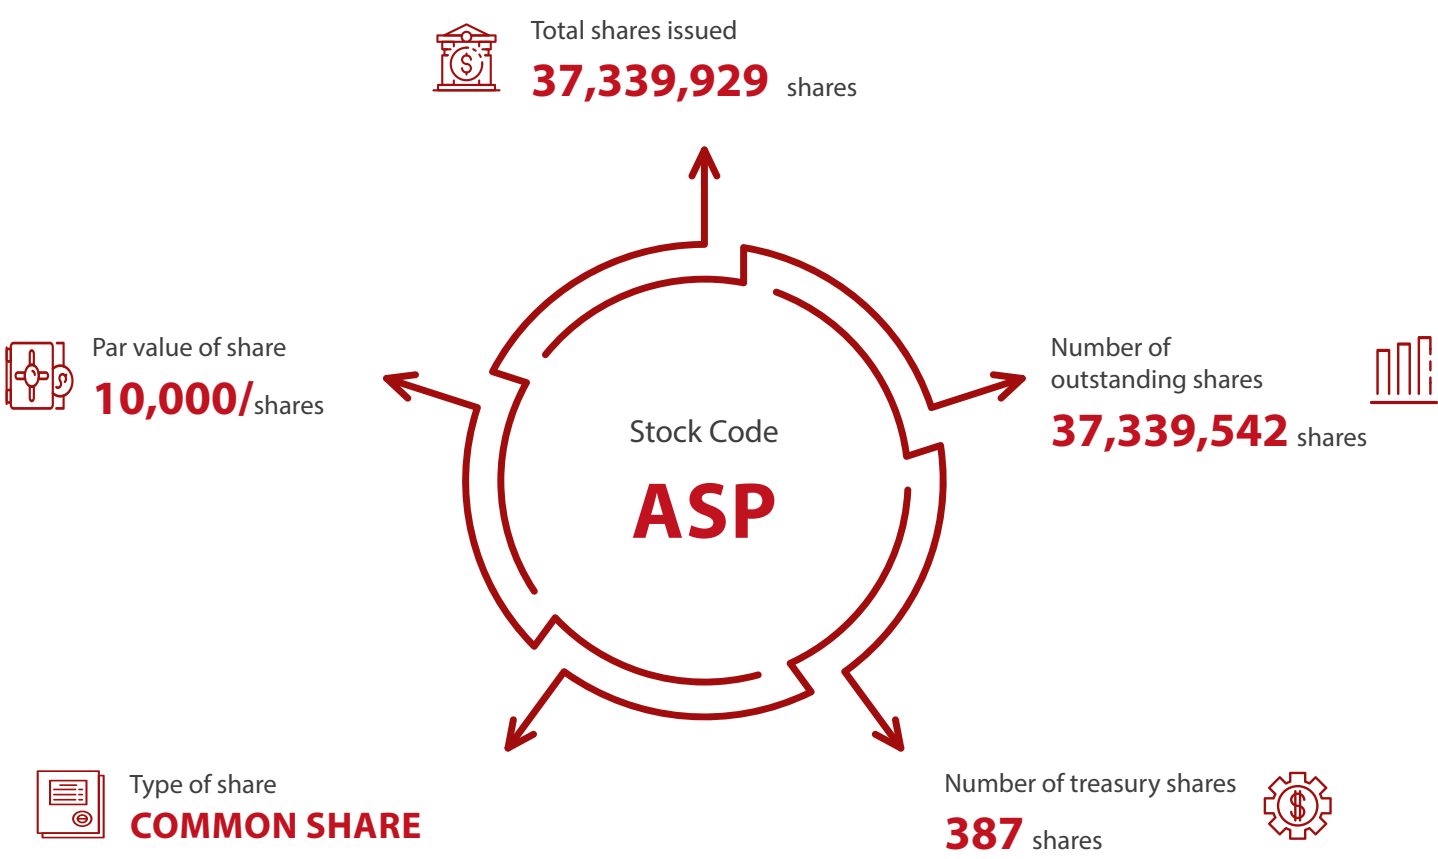 Total shares issued
37,339,929 shares
Par value of share
10,000/shares
Number of
outstanding shares
37,339,542 shares
Stock Code
ASP
Type of share
COMMON SHARE
Number of treasury shares
387 shares